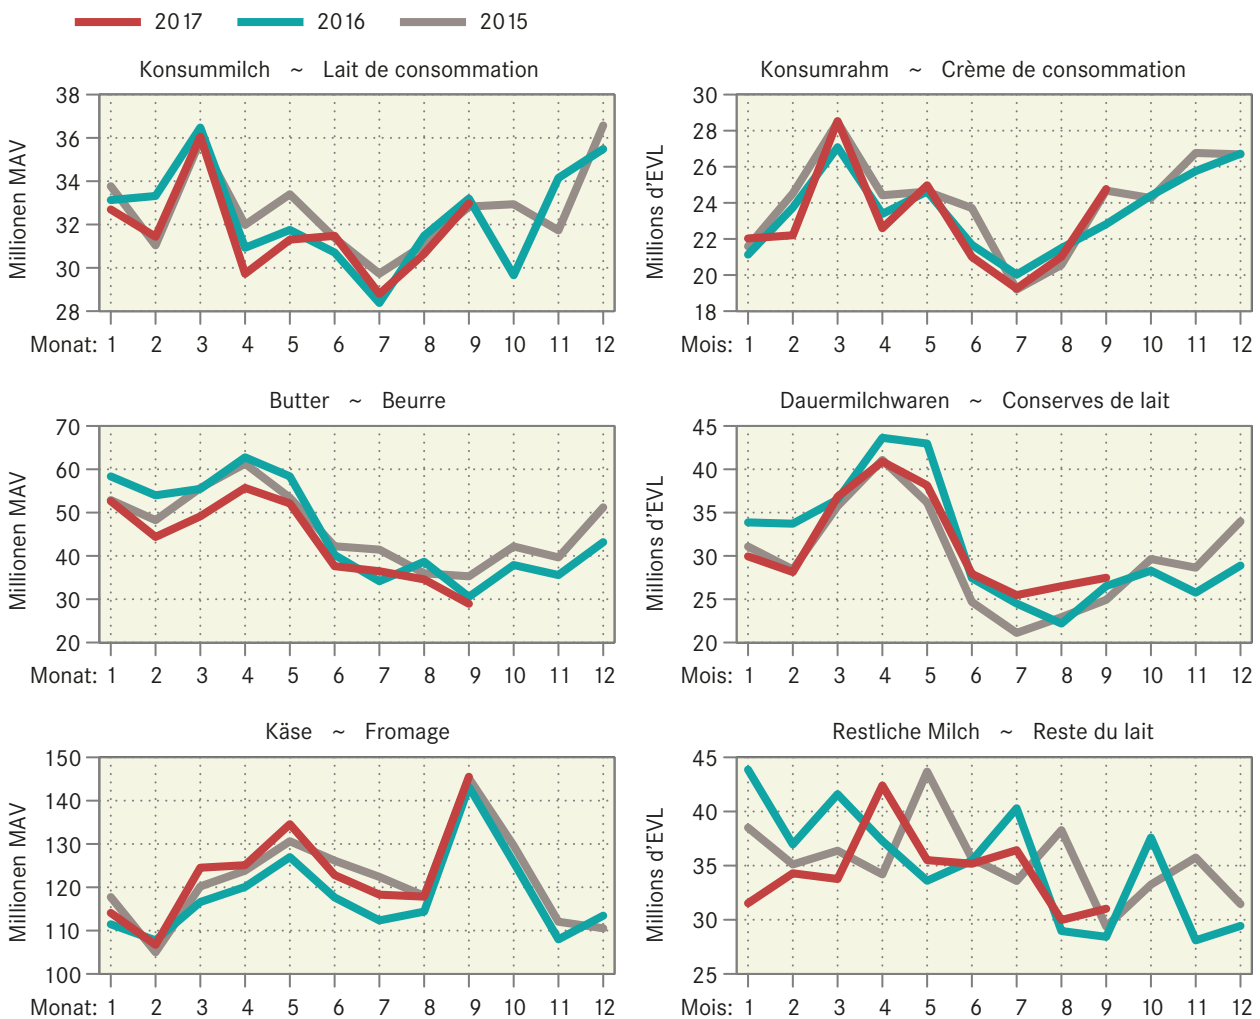 2017 2016 2015
Konsummilch ~ Lait de consommation
Millionen MAV
38
36
34
32
30
28
Monat: 1 2 3 4 5 6 7 8 9 10 11 12
Konsumrahm ~ Crème de consommation
Millions d'EVL
30
28
26
24
22
20
18
Mois: 1 2 3 4 5 6 7 8 9 10 11 12
Butter ~ Beurre
Millionen MAV
70
60
50
40
30
20
Monat: 1 2 3 4 5 6 7 8 9 10 11 12
Dauermilchwaren ~ Conserves de lait
Millions d'EVL
45
40
35
30
25
20
Mois: 1 2 3 4 5 6 7 8 9 10 11 12
Käse ~ Fromage
Millionen MAV
150
140
130
120
110
100
Monat: 1 2 3 4 5 6 7 8 9 10 11 12
Restliche Milch ~ Reste du lait
Millions d'EVL
45
40
35
30
25
Mois: 1 2 3 4 5 6 7 8 9 10 11 12